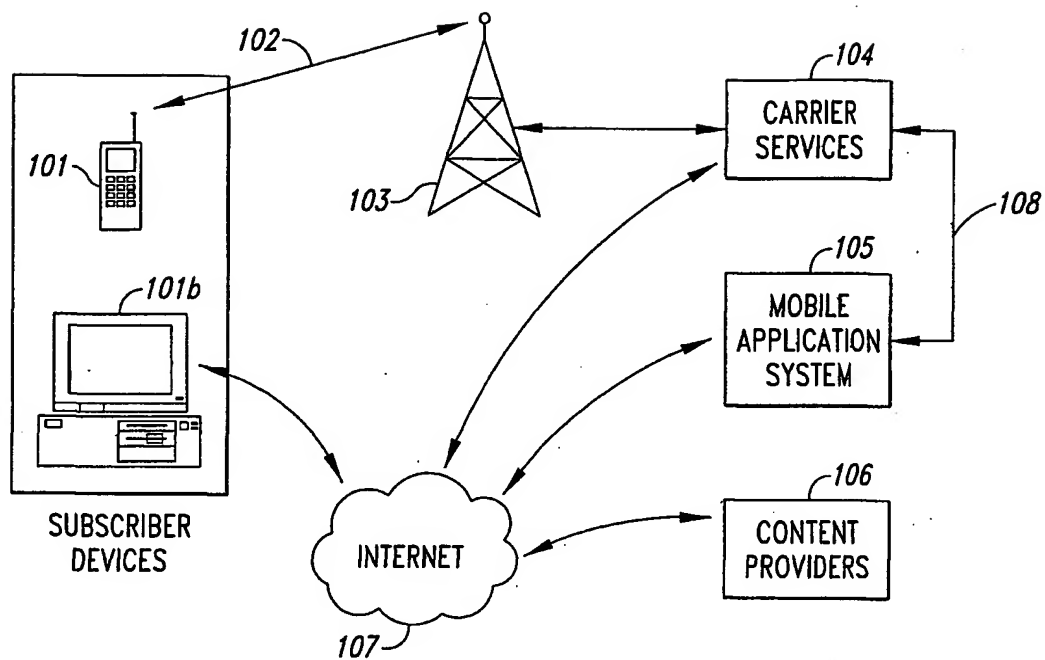 102
104
CARRIER
SERVICES
101
103
108
105
101b
MOBILE
APPLICATION
SYSTEM
106
SUBSCRIBER
DEVICES
INTERNET
CONTENT
PROVIDERS
107